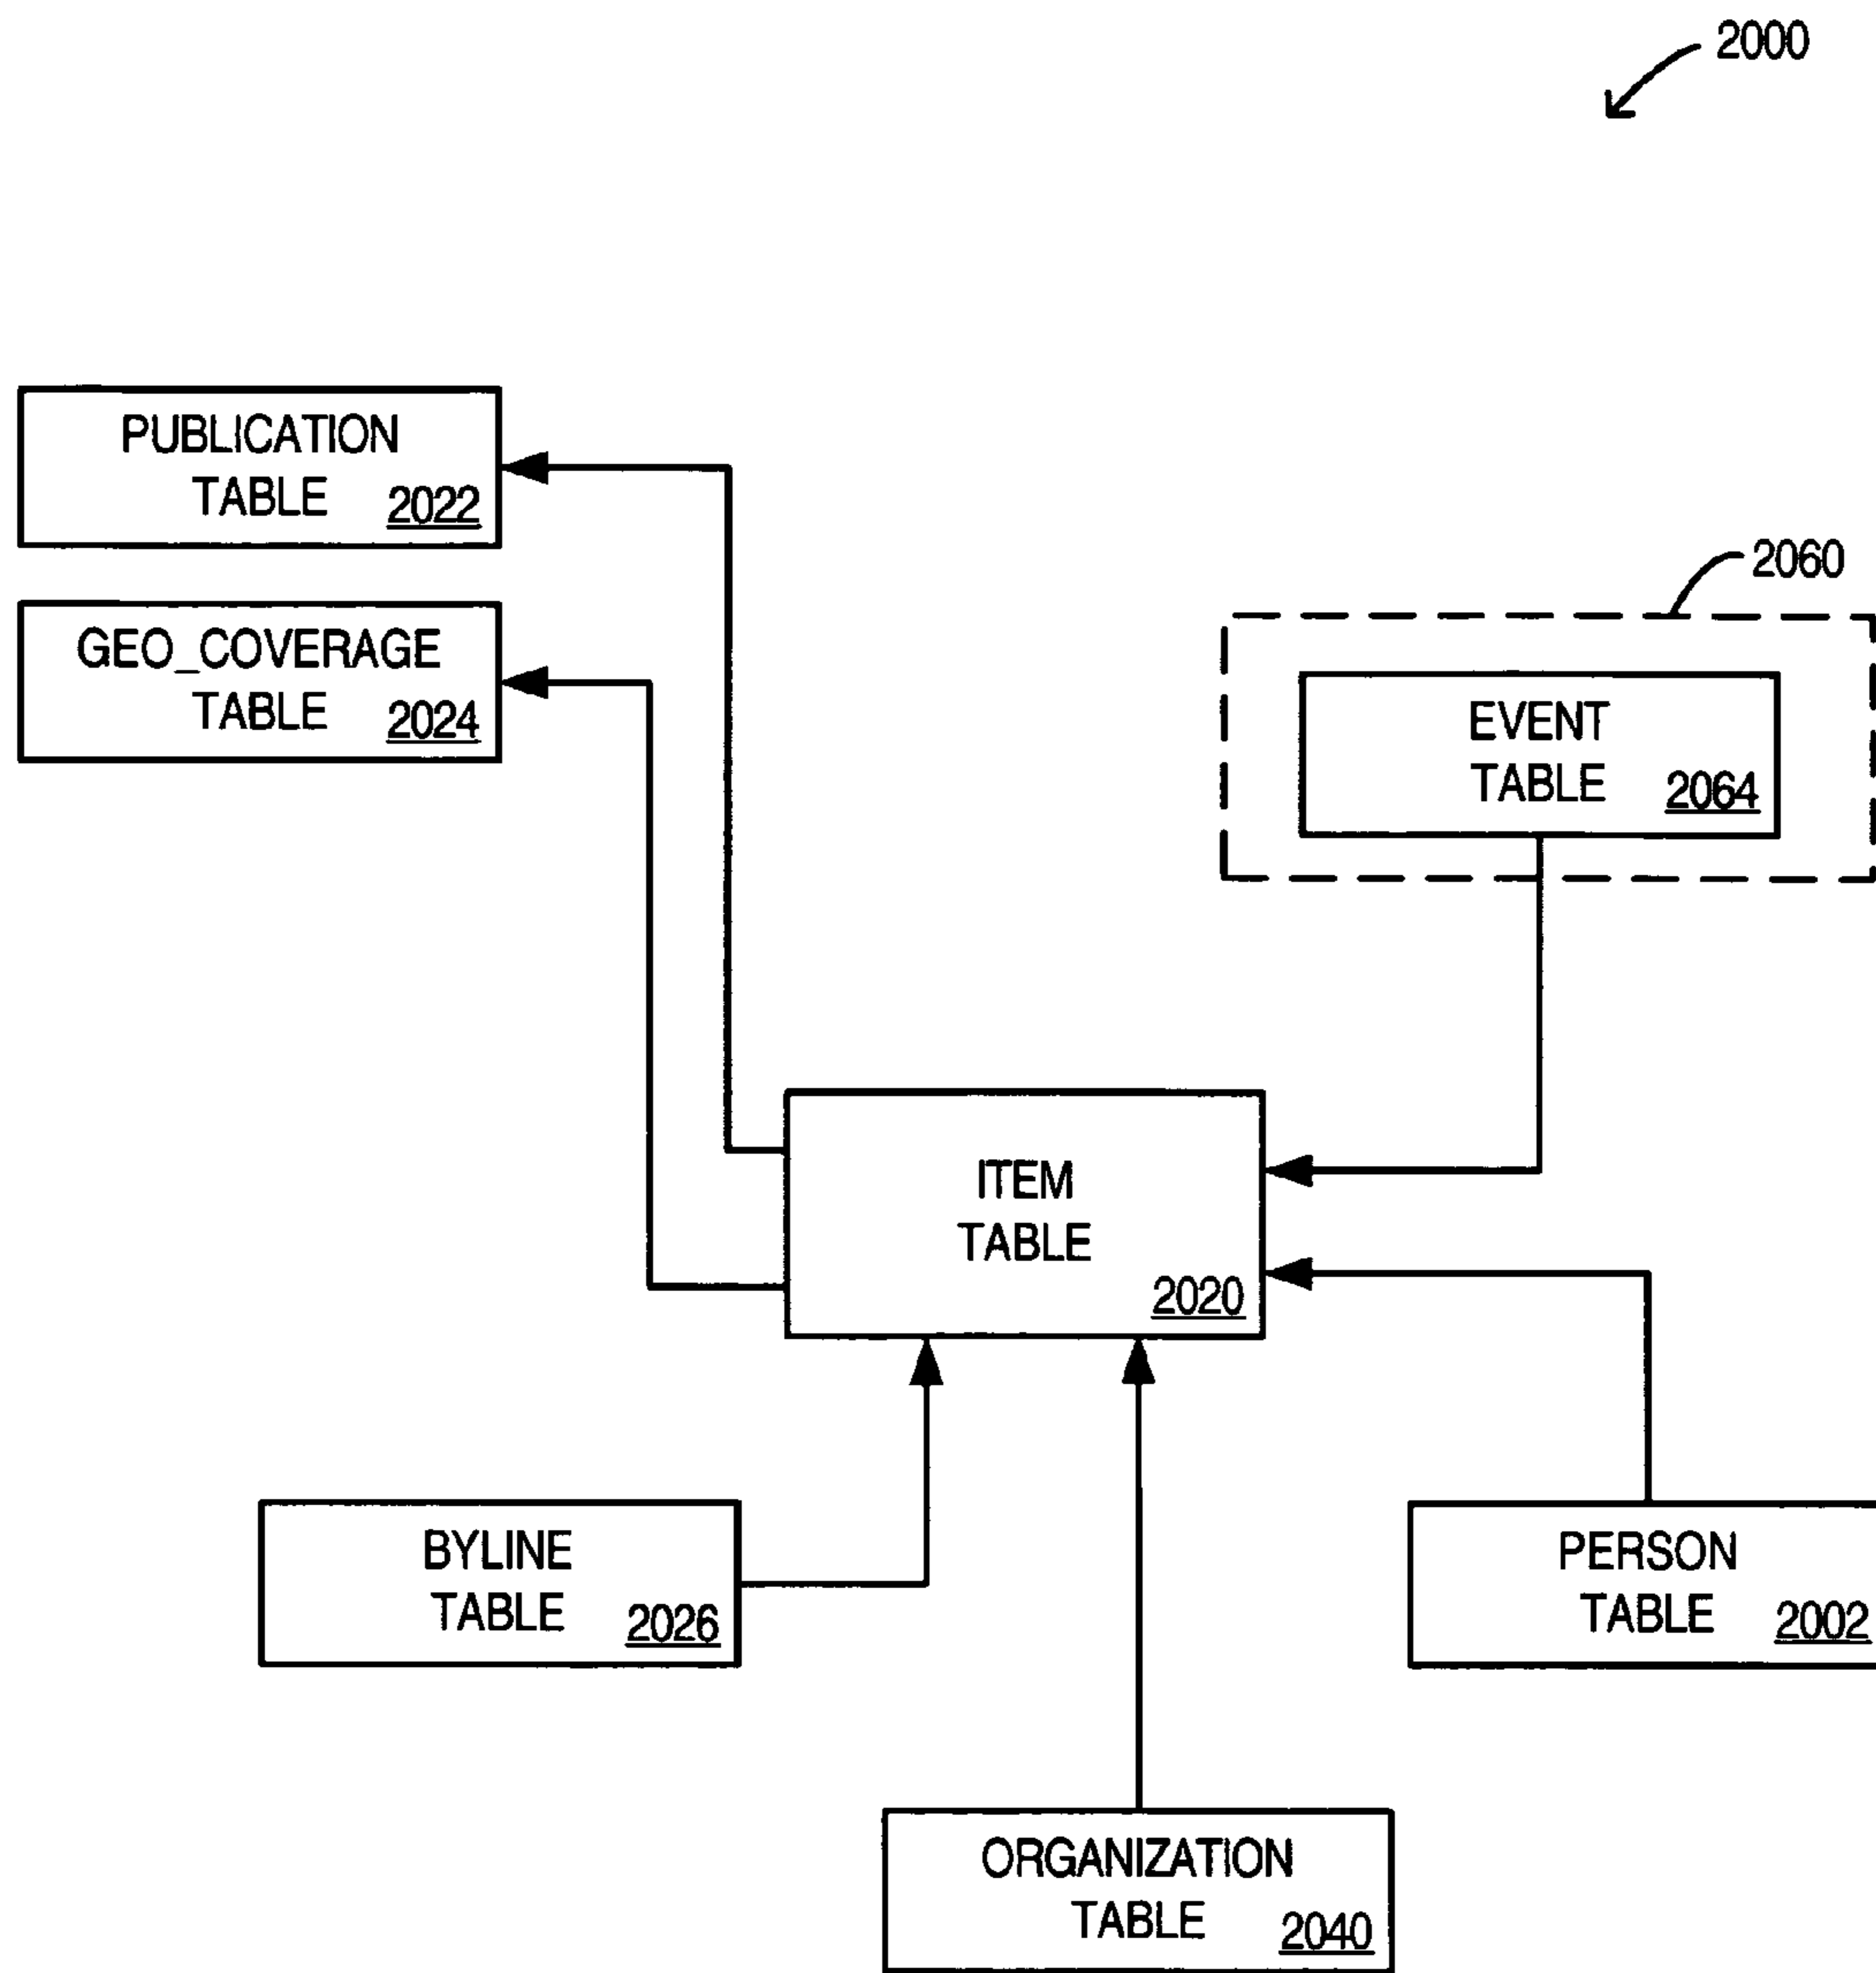 2000
PUBLICATION
TABLE 2022
GEO_COVERAGE
TABLE 2024
2060
EVENT
TABLE 2064
ITEM
TABLE
2020
BYLINE
TABLE 2026
PERSON
TABLE 2002
ORGANIZATION
TABLE 2040